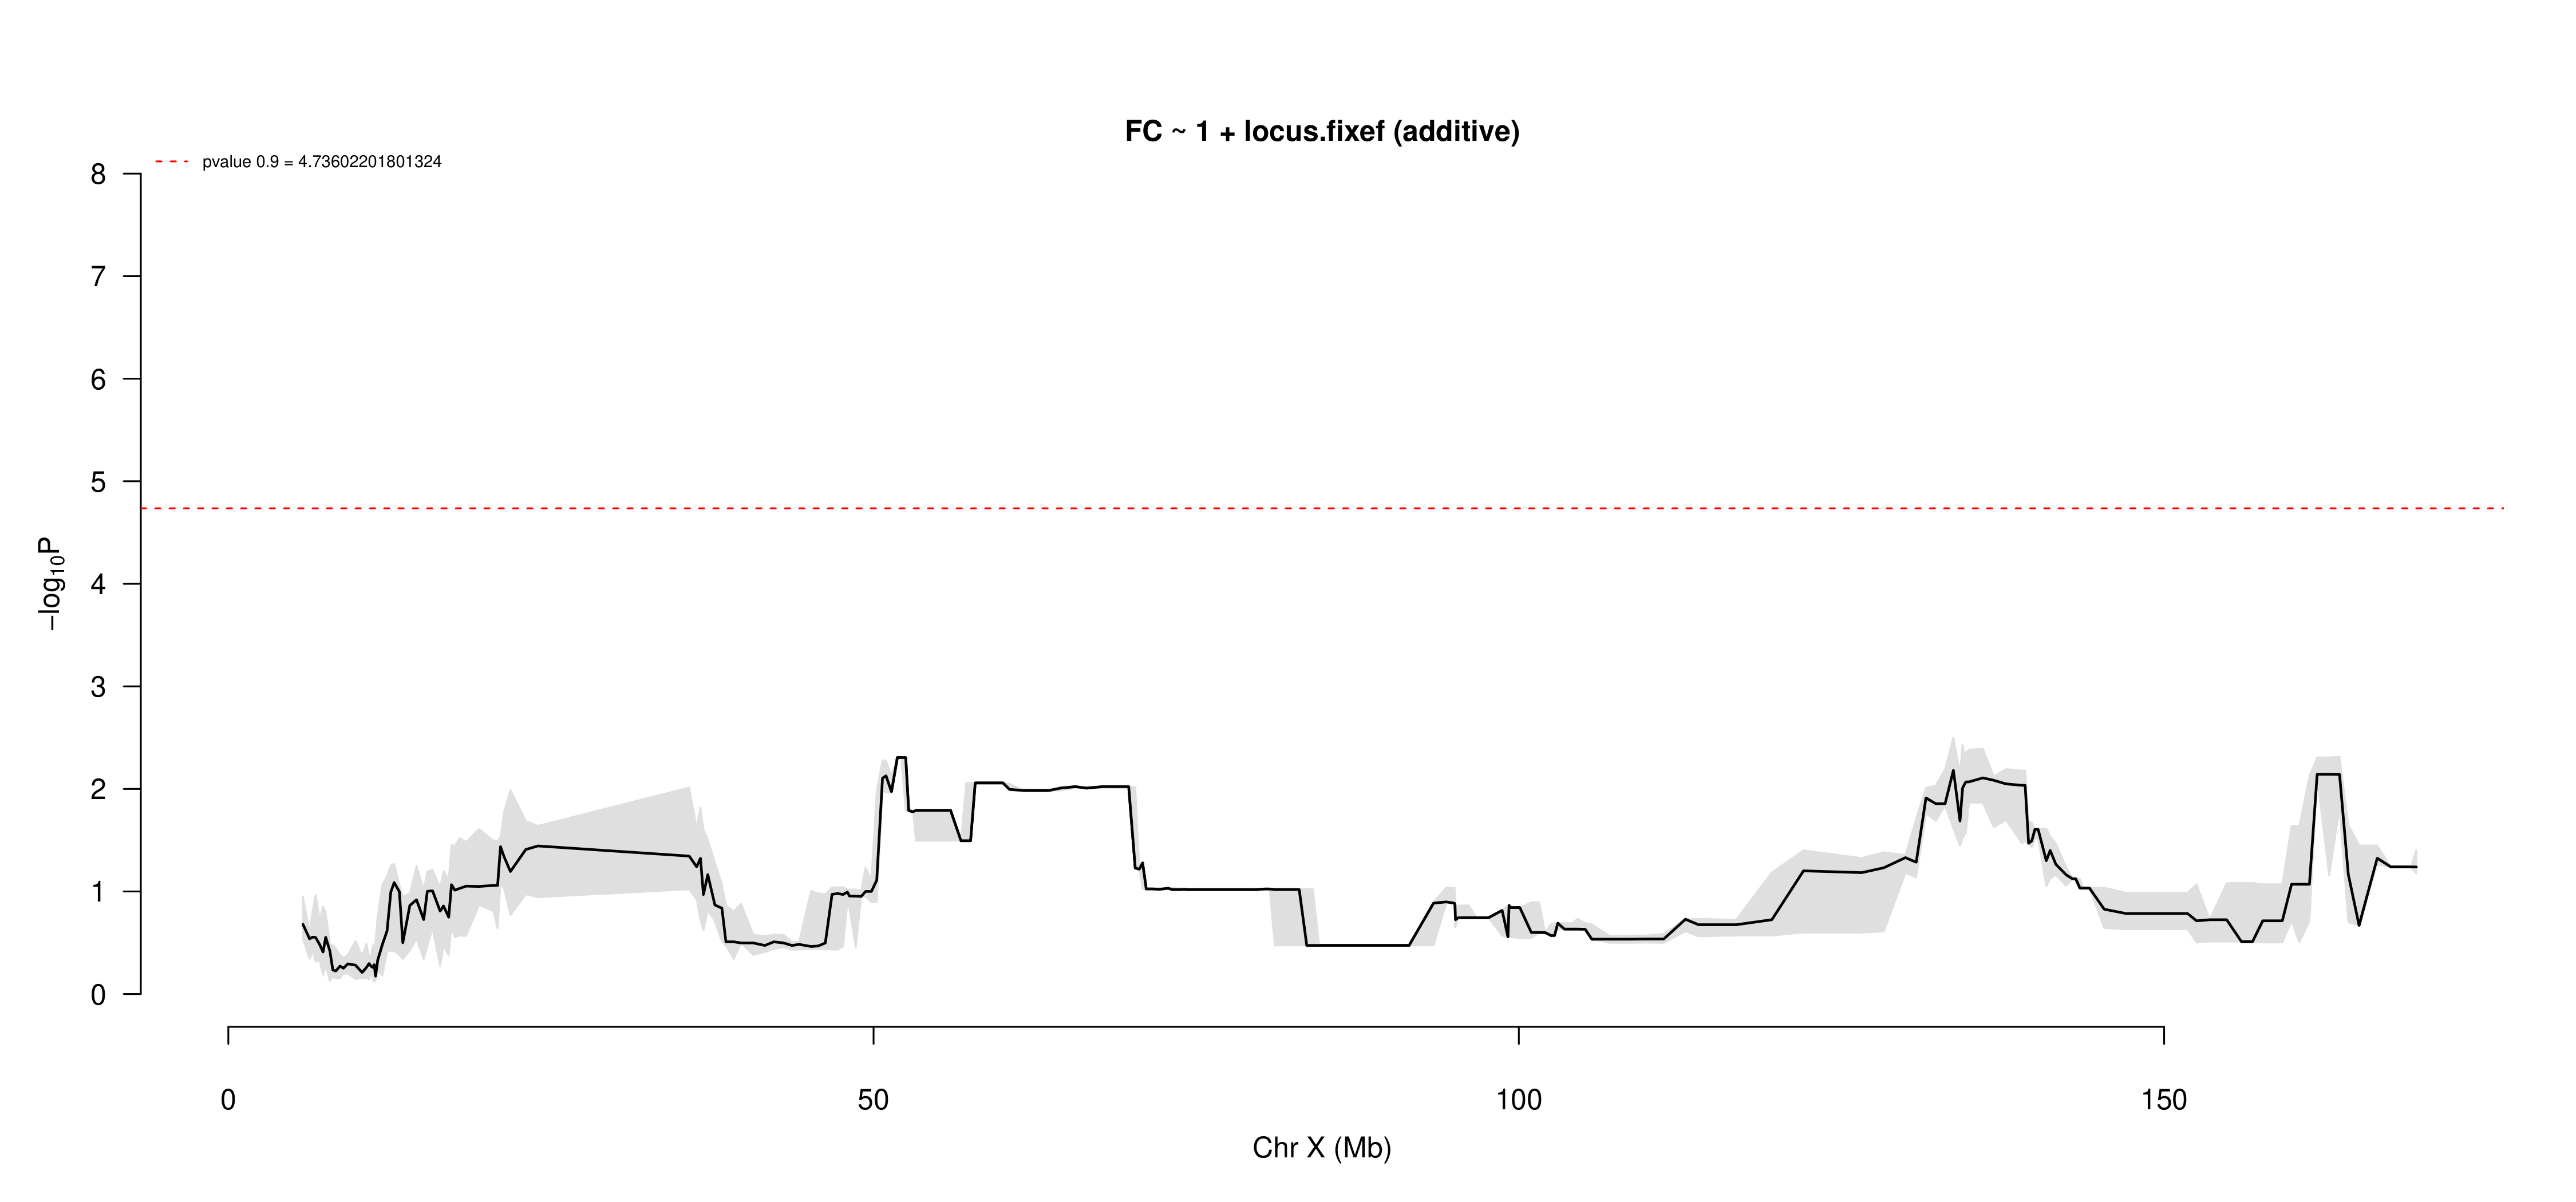 FC ~ 1 + locus.fixef (additive)
pvalue 0.9 = 4.73602201801324
8
7
6
5
4
3
2
1
0
−log10P
0 50 100 150
Chr X (Mb)